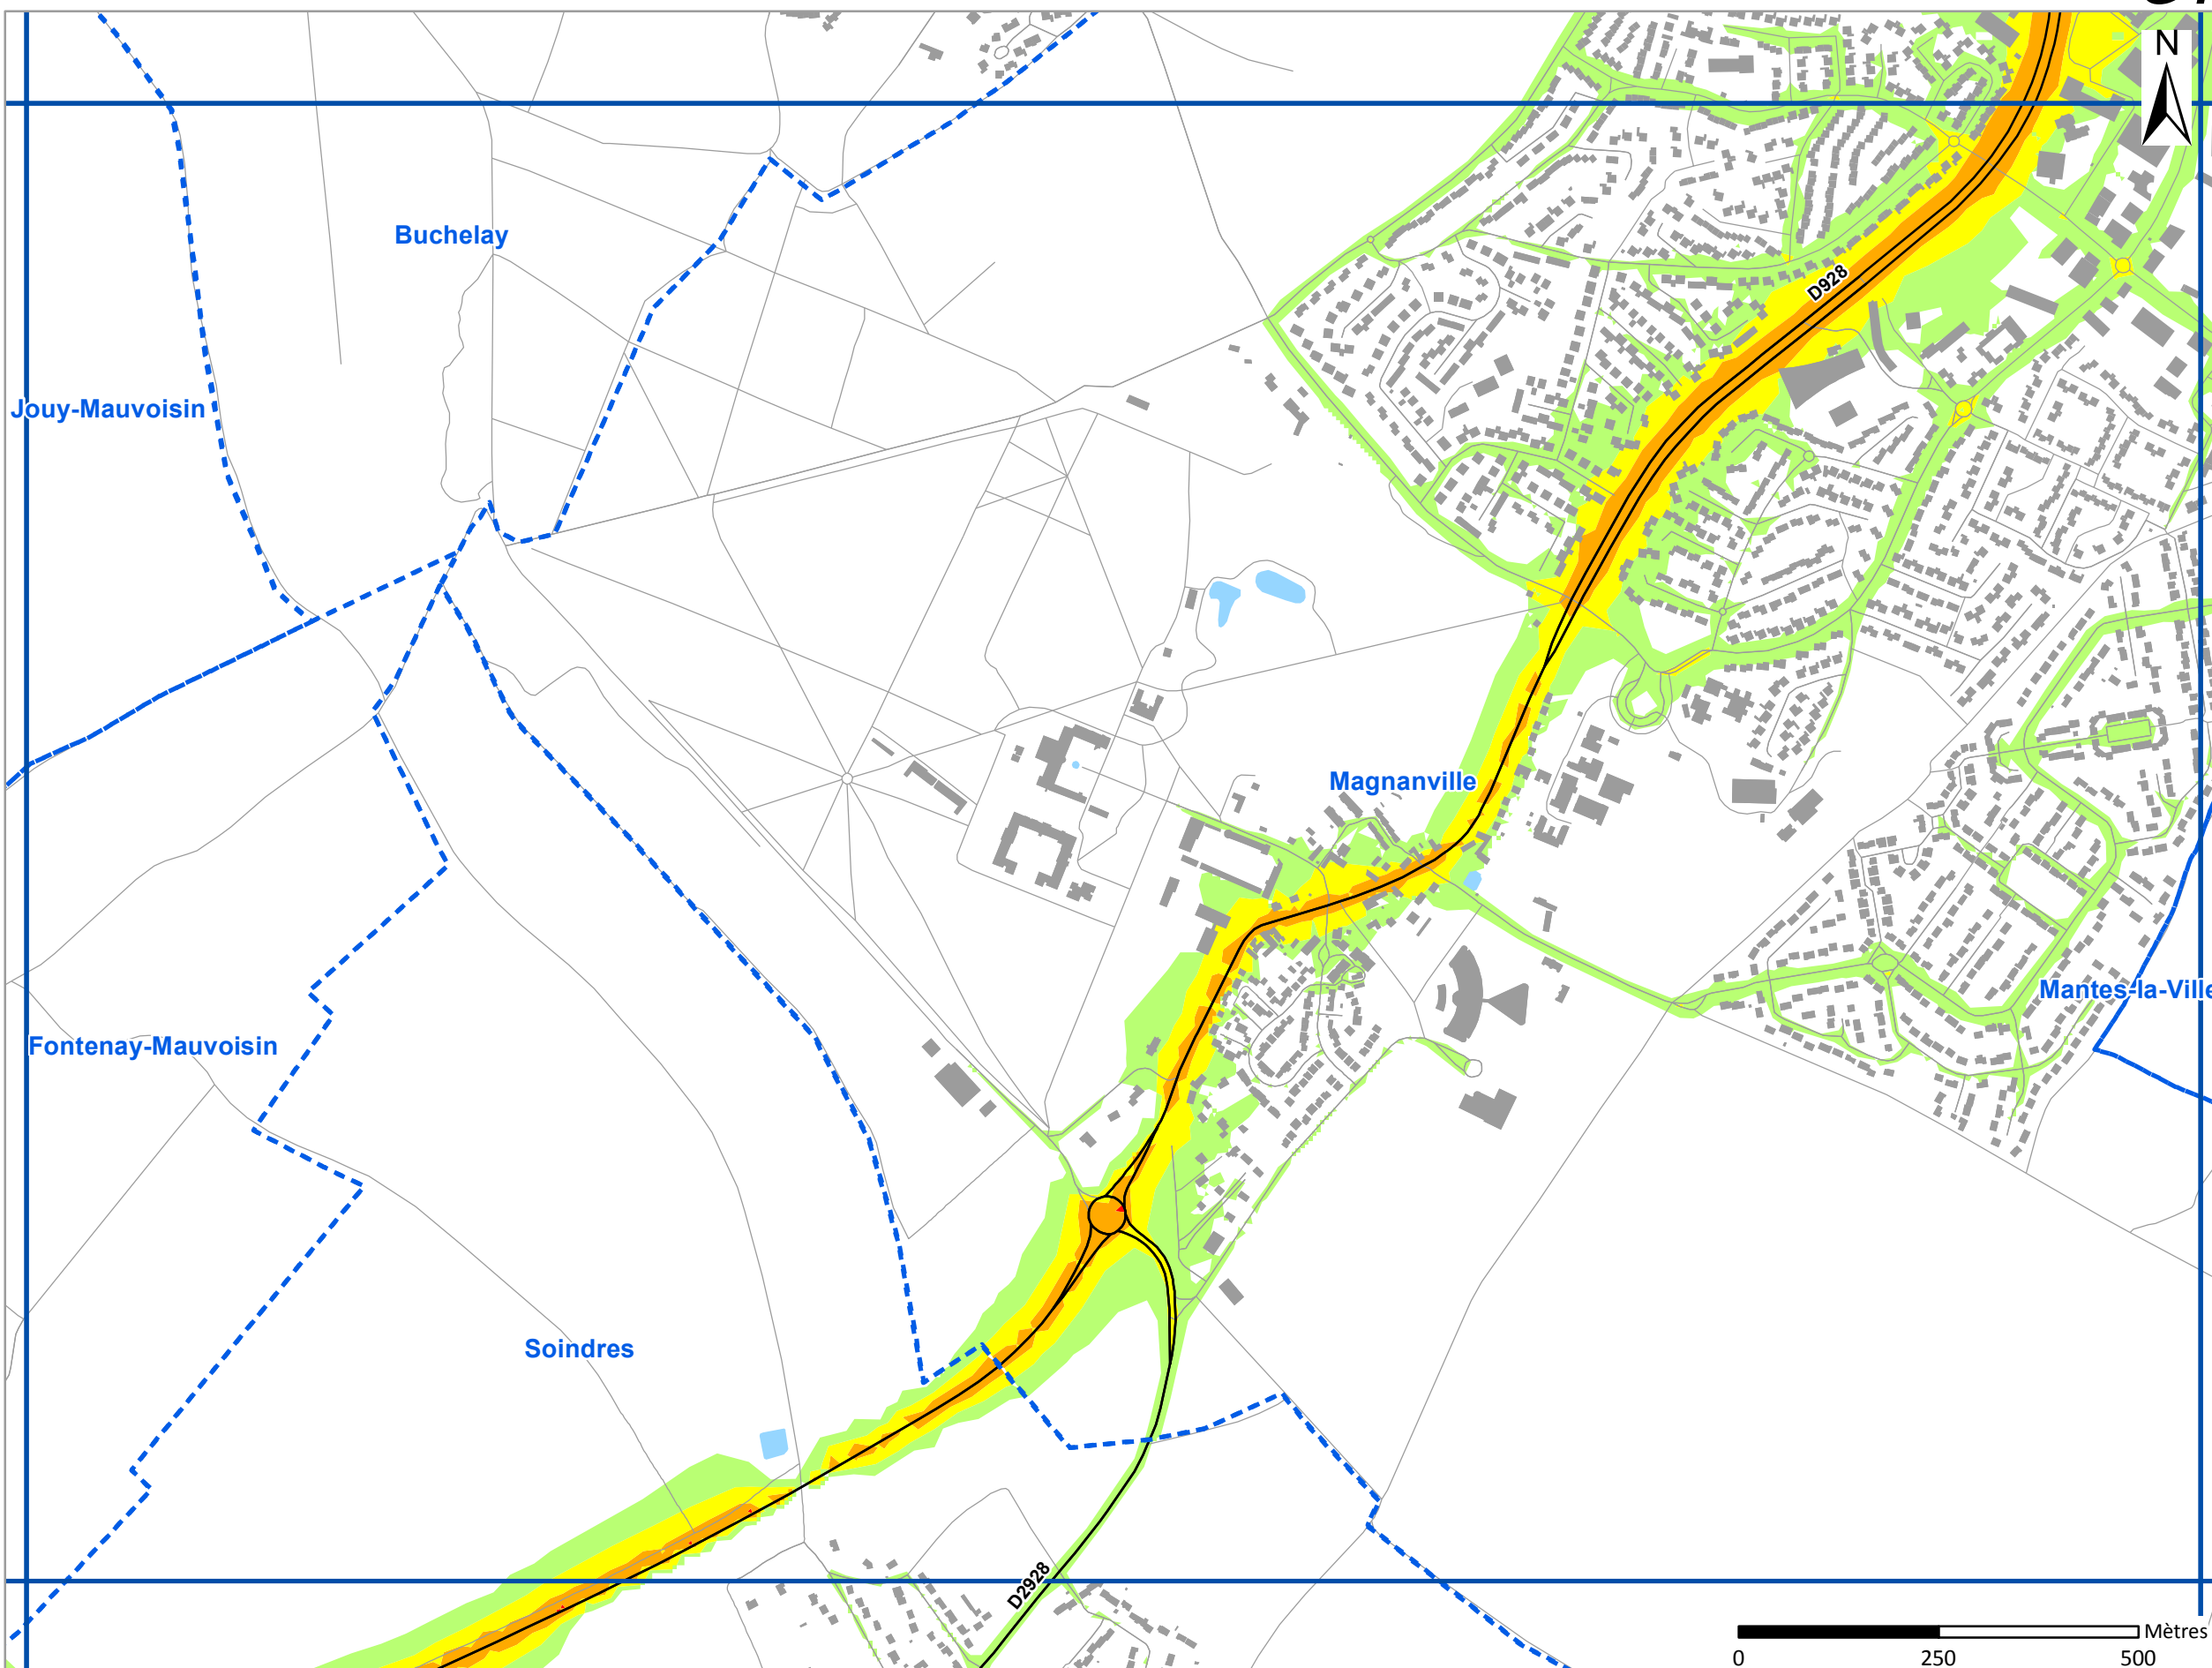 N
Buchelay
D928
Jouy-Mauvoisin
Magnanville
Mantes-la-Ville
Fontenay-Mauvoisin
Soindres
D2928
Mètres
0 250 500